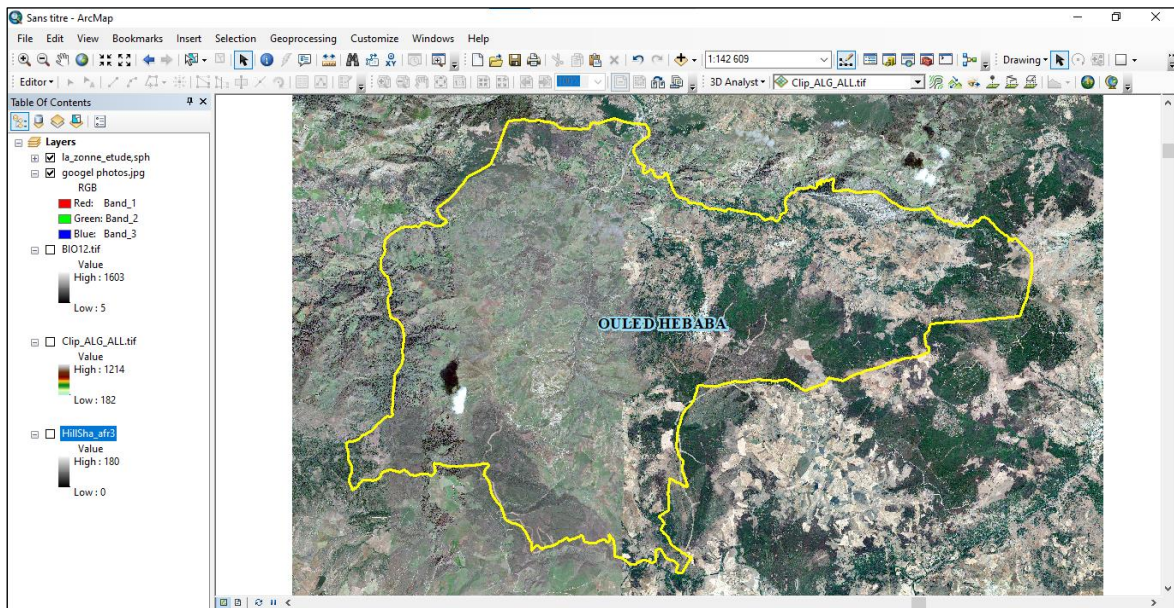 Sans titre - ArcMap
File Edit View Bookmarks Insert Selection Geoprocessing Customize Windows Help
1:142 609
Drawing
Editor
3D Analyst
Clip_ALG_ALL.tif
Table Of Contents
Layers
la_zonne_etude,sph
googel photos.jpg
RGB
Red: Band_1
Green: Band_2
Blue: Band_3
BIO12.tif
Value
High : 1603
Low : 5
Clip_ALG_ALL.tif
Value
High : 1214
Low : 182
HillSha_afr3
Value
High : 180
Low : 0
OULED HEBABA